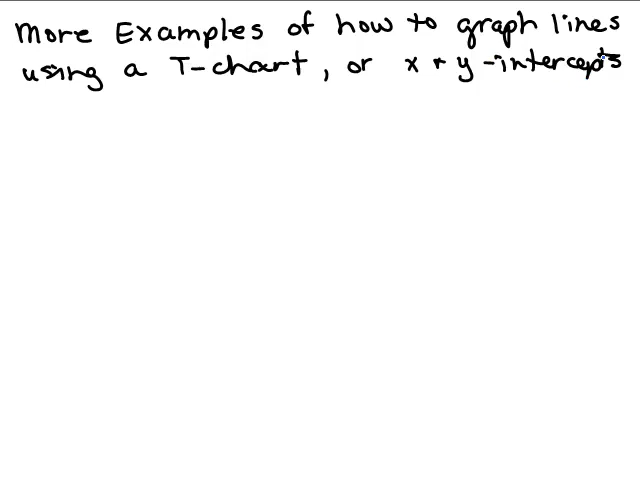 More Examples of how to graph lines
using a T-chart, or x + y -intercepts